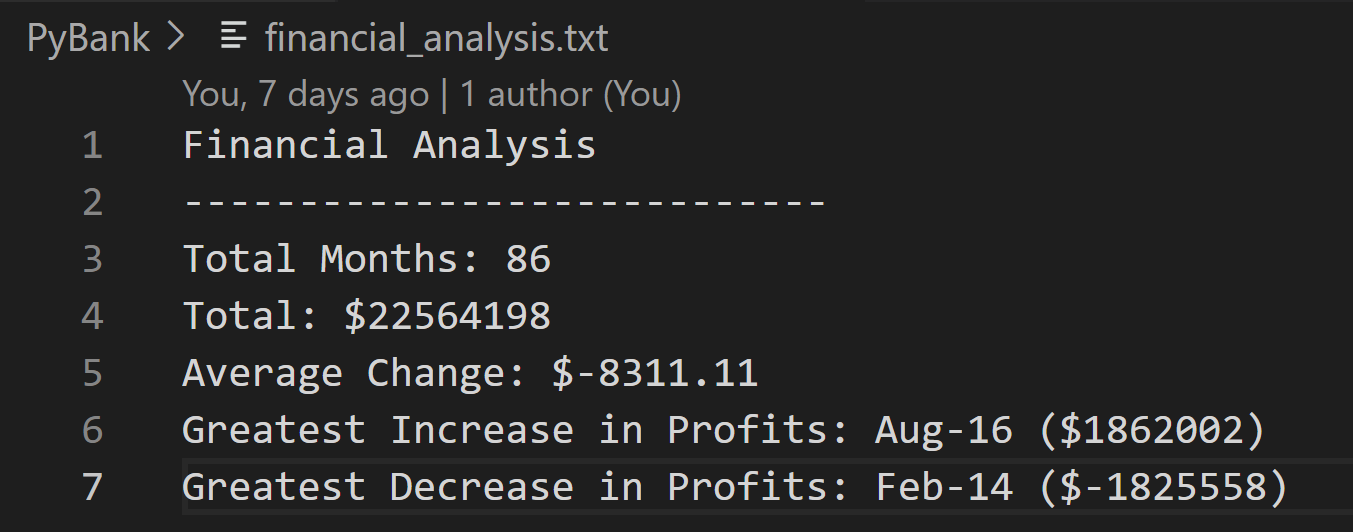 PyBank > financial_analysis.txt
You, 7 days ago | 1 author (You)
1 Financial Analysis
2 ----------------------------
3 Total Months: 86
4 Total: $22564198
5 Average Change: $-8311.11
6 Greatest Increase in Profits: Aug-16 ($1862002)
7 Greatest Decrease in Profits: Feb-14 ($-1825558)